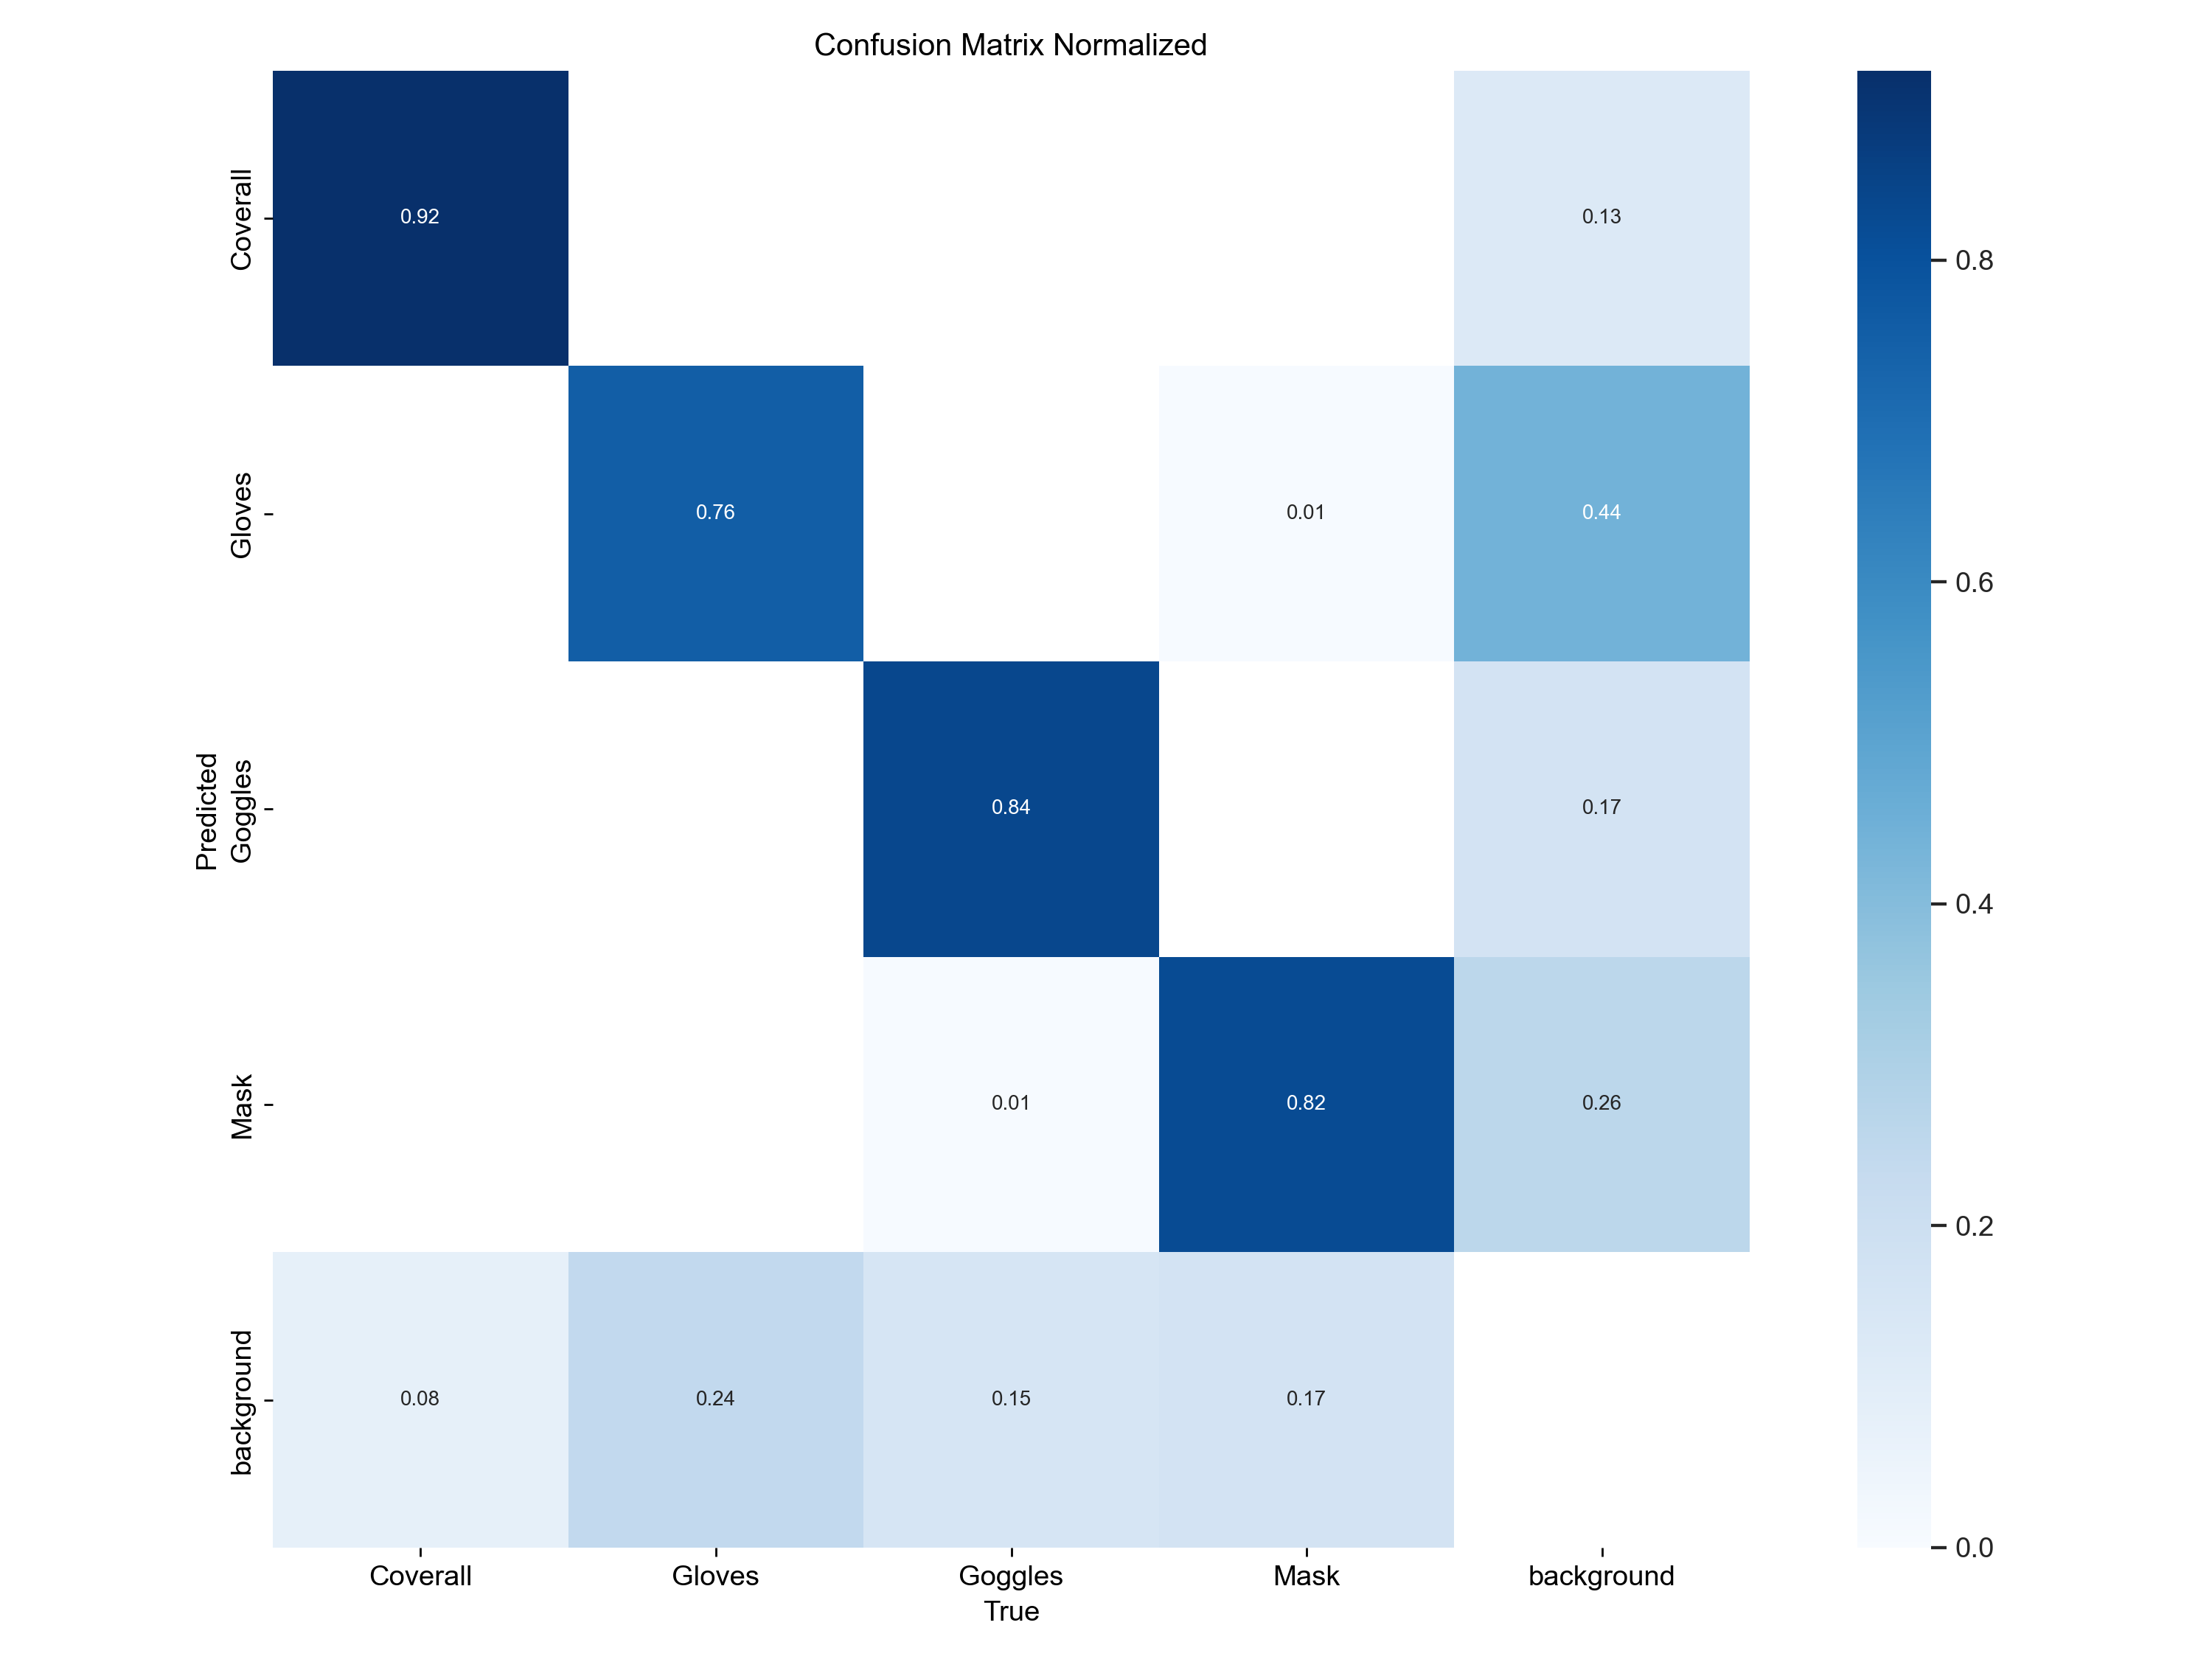 Confusion Matrix Normalized
Coverall
0.92
0.13
0.8
Gloves
0.76
0.01
0.44
0.6
Predicted
Goggles
0.84
0.17
0.4
Mask
0.01
0.82
0.26
0.2
background
0.08
0.24
0.15
0.17
0.0
Coverall
Gloves
Goggles
Mask
background
True